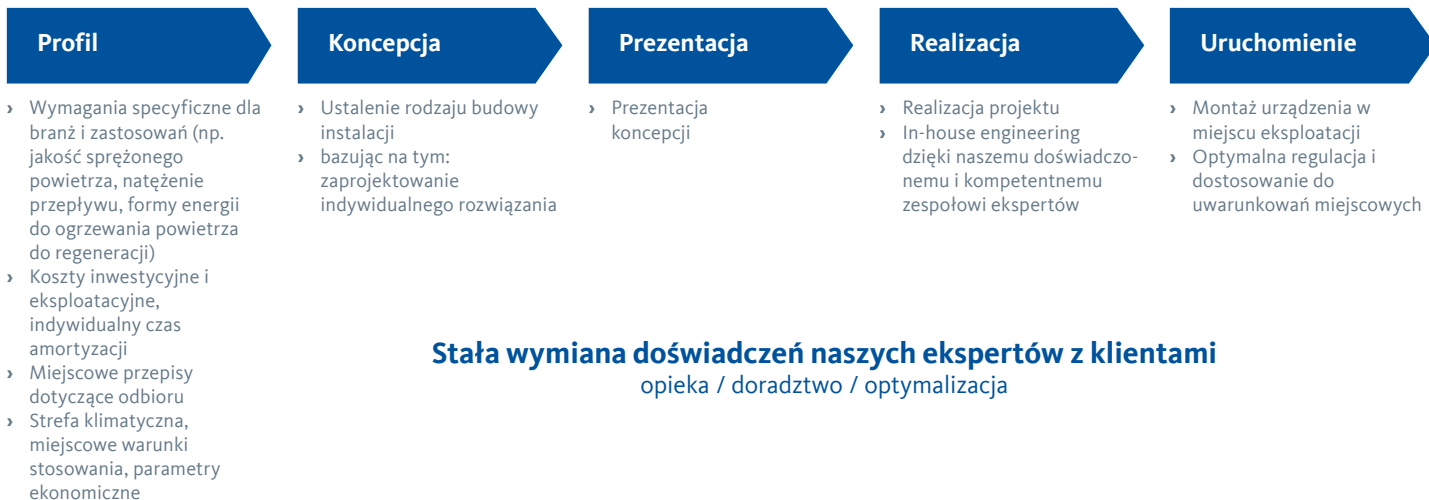 Profil
› Wymagania specyficzne dla
branż i zastosowań (np.
jakość sprężonego
powietrza, natężenie
przepływu, formy energii
do ogrzewania powietrza
do regeneracji)
› Koszty inwestycyjne i
eksploatacyjne,
indywidualny czas
amortyzacji
› Miejscowe przepisy
dotyczące odbioru
› Strefa klimatyczna,
miejscowe warunki
stosowania, parametry
ekonomiczne
Koncepcja
› Ustalenie rodzaju budowy
instalacji
› bazując na tym:
zaprojektowanie
indywidualnego rozwiązania
Prezentacja
› Prezentacja
koncepcji
Realizacja
› Realizacja projektu
› In-house engineering
dzięki naszemu doświadczo-
nemu i kompetentnemu
zespołowi ekspertów
Uruchomienie
› Montaż urządzenia w
miejscu eksploatacji
› Optymalna regulacja i
dostosowanie do
uwarunkowań miejscowych
Stała wymiana doświadczeń naszych ekspertów z klientami
opieka / doradztwo / optymalizacja